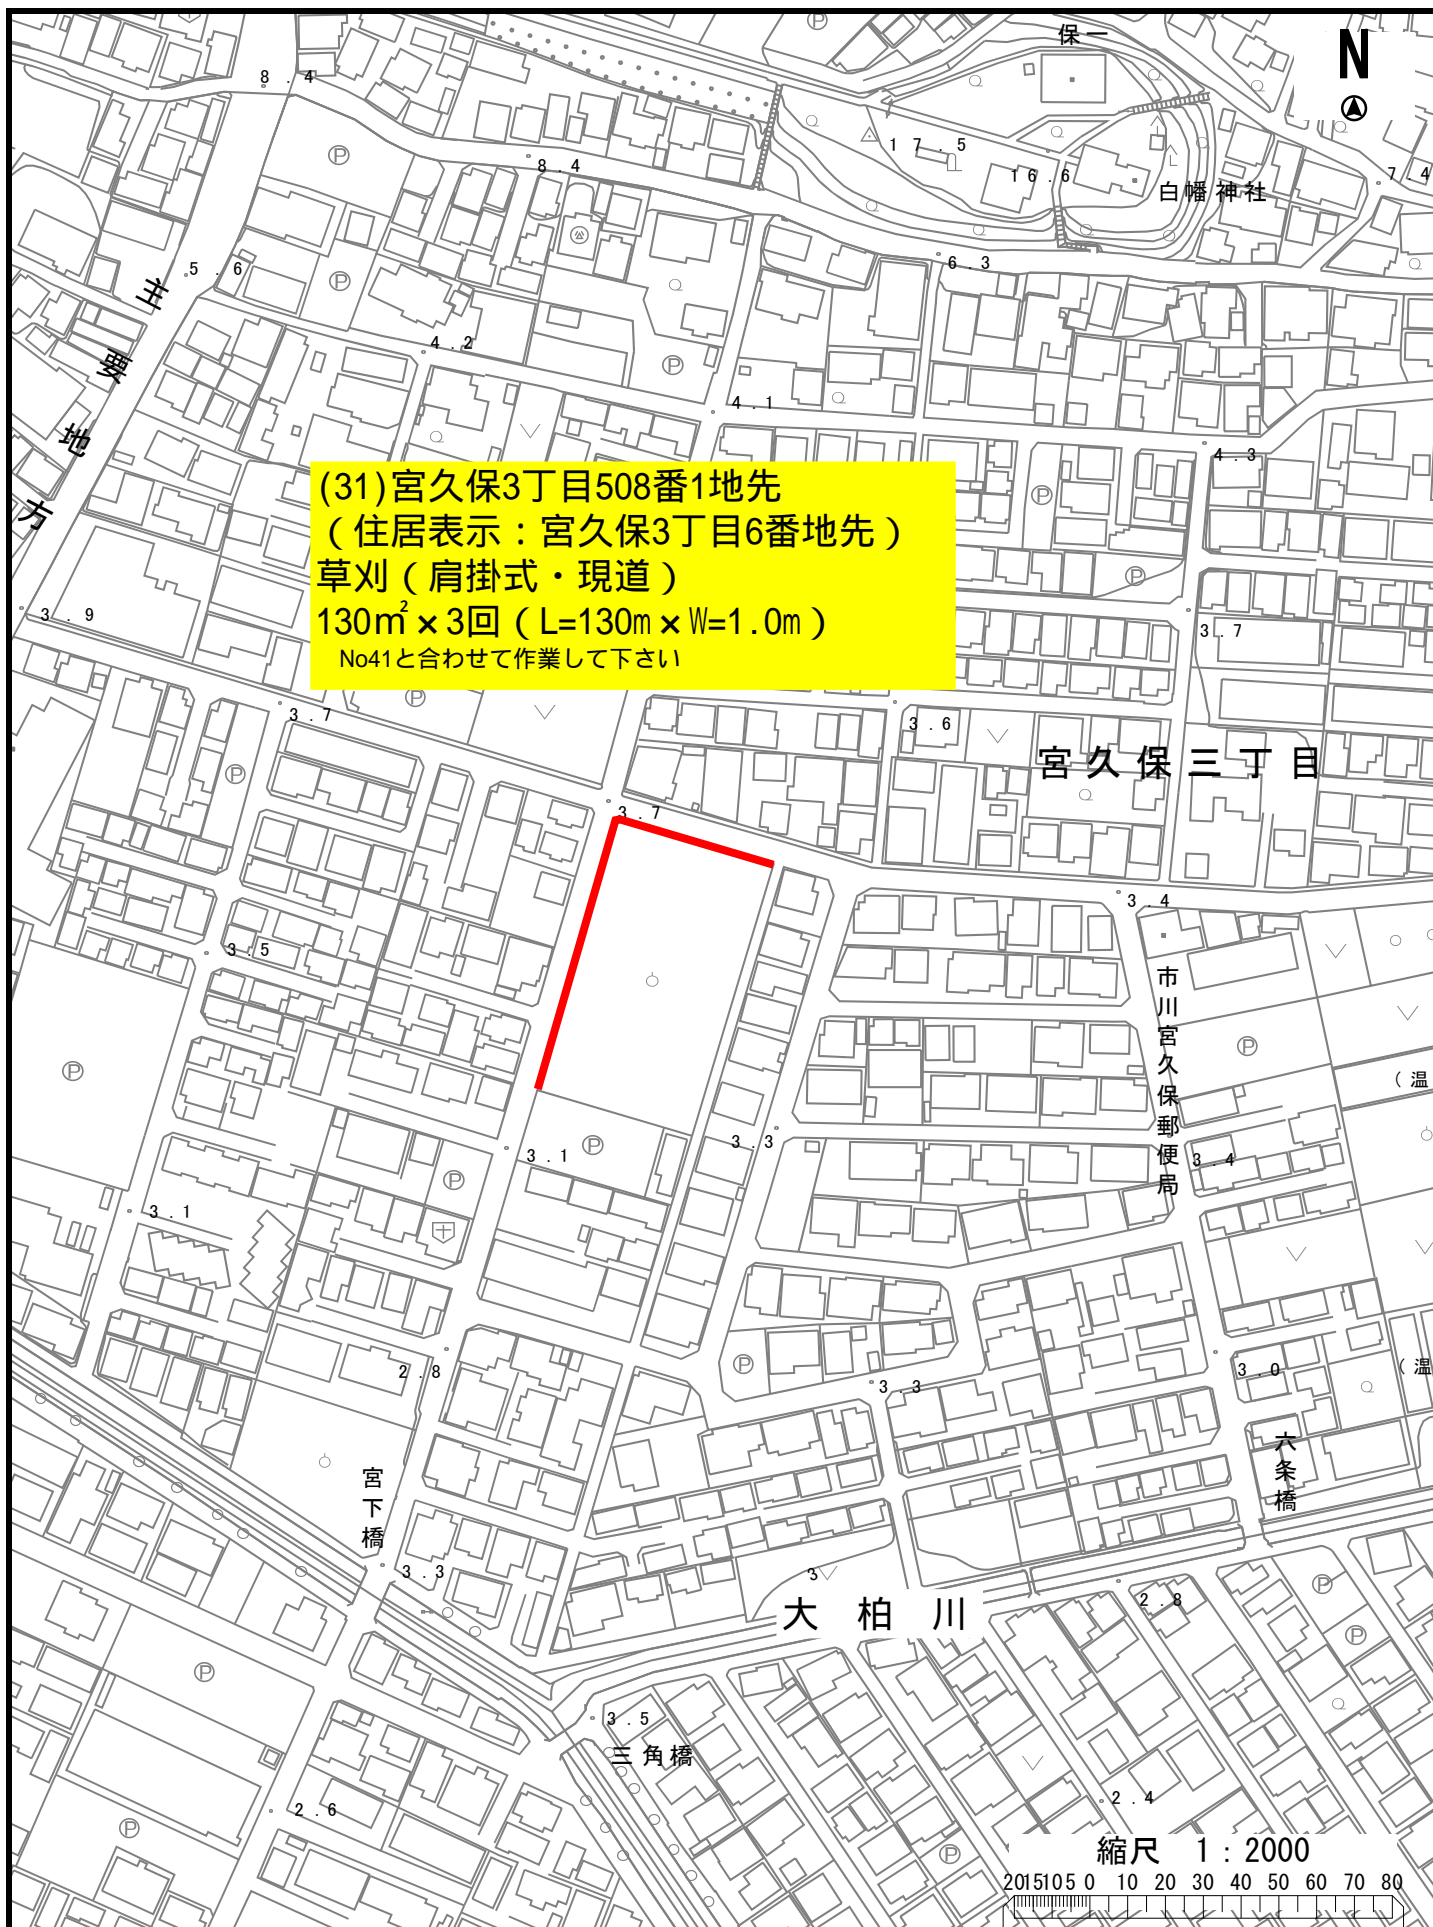 保一
N
8.4
8.4
17.5
16.6
7.4
白幡神社
5.6
6.3
主要地方
4.2
4.1
4.3
(31)宮久保3丁目508番1地先
（住居表示：宮久保3丁目6番地先）
草刈（肩掛式・現道）
130㎡×3回（L=130m×W=1.0m）
No41と合わせて作業して下さい
3.9
3.7
3.7
3.6
宮久保三丁目
3.7
3.4
3.5
市川宮久保郵便局
（温
3.1
3.3
3.4
3.1
2.8
3.3
3.0
（温
六条橋
宮下橋
3.3
3
大柏川
2.8
3.5
三角橋
2.6
2.4
縮尺 1:2000
20 15 10 5 0 10 20 30 40 50 60 70 80